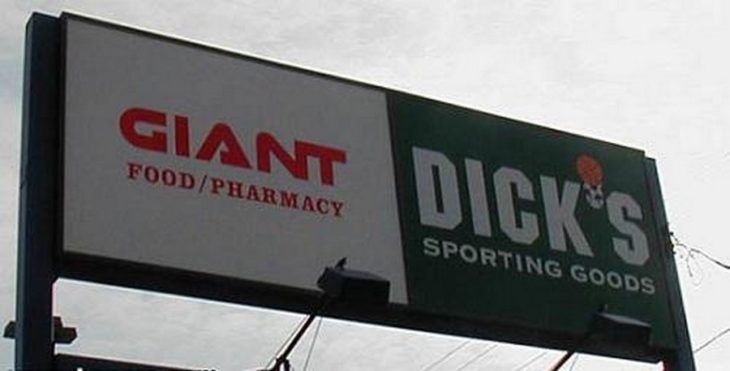 GIANT
FOOD/PHARMACY
DICK'S
SPORTING GOODS